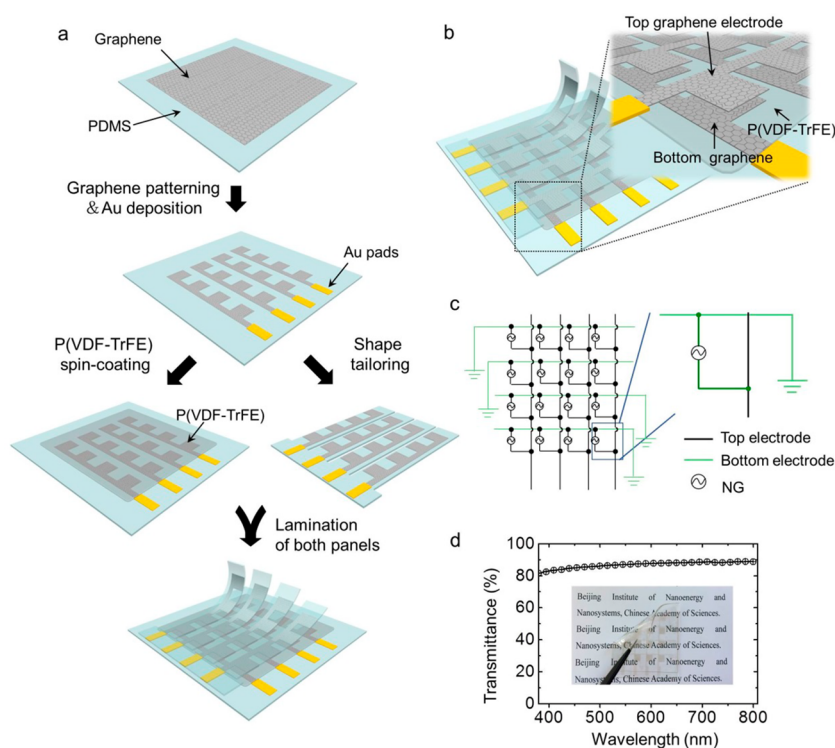 a
Graphene
PDMS
Graphene patterning
&Au deposition
Au pads
P(VDF-TrFE)
spin-coating
Shape
tailoring
P(VDF-TrFE)
Lamination
of both panels
b
Top graphene electrode
P(VDF-TrFE)
Bottom graphene
c
Top electrode
Bottom electrode
NG
d
Transmittance (%)
100
80
60
40
20
0
Beijing Institute of Nanoenergy and
Nanosystems, Chinese Academy of Sciences.
Beijing Institute of Nanoenergy and
Nanosystems, Chinese Academy of Sciences.
Beijing Institute of Nanoenergy and
Nanosystems, Chinese Academy of Sciences.
400 500 600 700 800
Wavelength (nm)